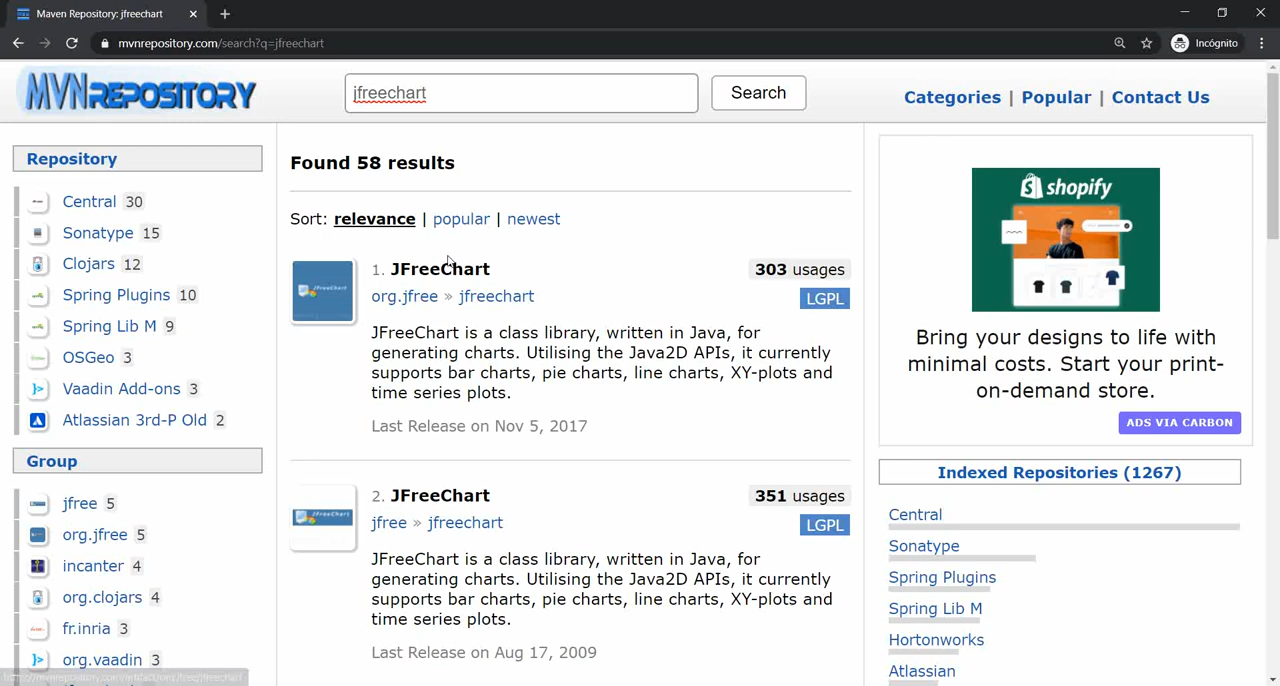 Maven Repository: jfreechart
mvnrepository.com/search?q=jfreechart
Incógnito
MVNREPOSITORY
jfreechart
Search
Categories | Popular | Contact Us
Repository
Central 30
Sonatype 15
Clojars 12
Spring Plugins 10
Spring Lib M 9
OSGeo 3
Vaadin Add-ons 3
Atlassian 3rd-P Old 2
Group
jfree 5
org.jfree 5
incanter 4
org.clojars 4
fr.inria 3
org.vaadin 3
Found 58 results
Sort: relevance | popular | newest
1. JFreeChart
303 usages
org.jfree » jfreechart
LGPL
JFreeChart is a class library, written in Java, for
generating charts. Utilising the Java2D APIs, it currently
supports bar charts, pie charts, line charts, XY-plots and
time series plots.
Last Release on Nov 5, 2017
2. JFreeChart
351 usages
jfree » jfreechart
LGPL
JFreeChart is a class library, written in Java, for
generating charts. Utilising the Java2D APIs, it currently
supports bar charts, pie charts, line charts, XY-plots and
time series plots.
Last Release on Aug 17, 2009
shopify
Bring your designs to life with
minimal costs. Start your print-
on-demand store.
ADS VIA CARBON
Indexed Repositories (1267)
Central
Sonatype
Spring Plugins
Spring Lib M
Hortonworks
Atlassian